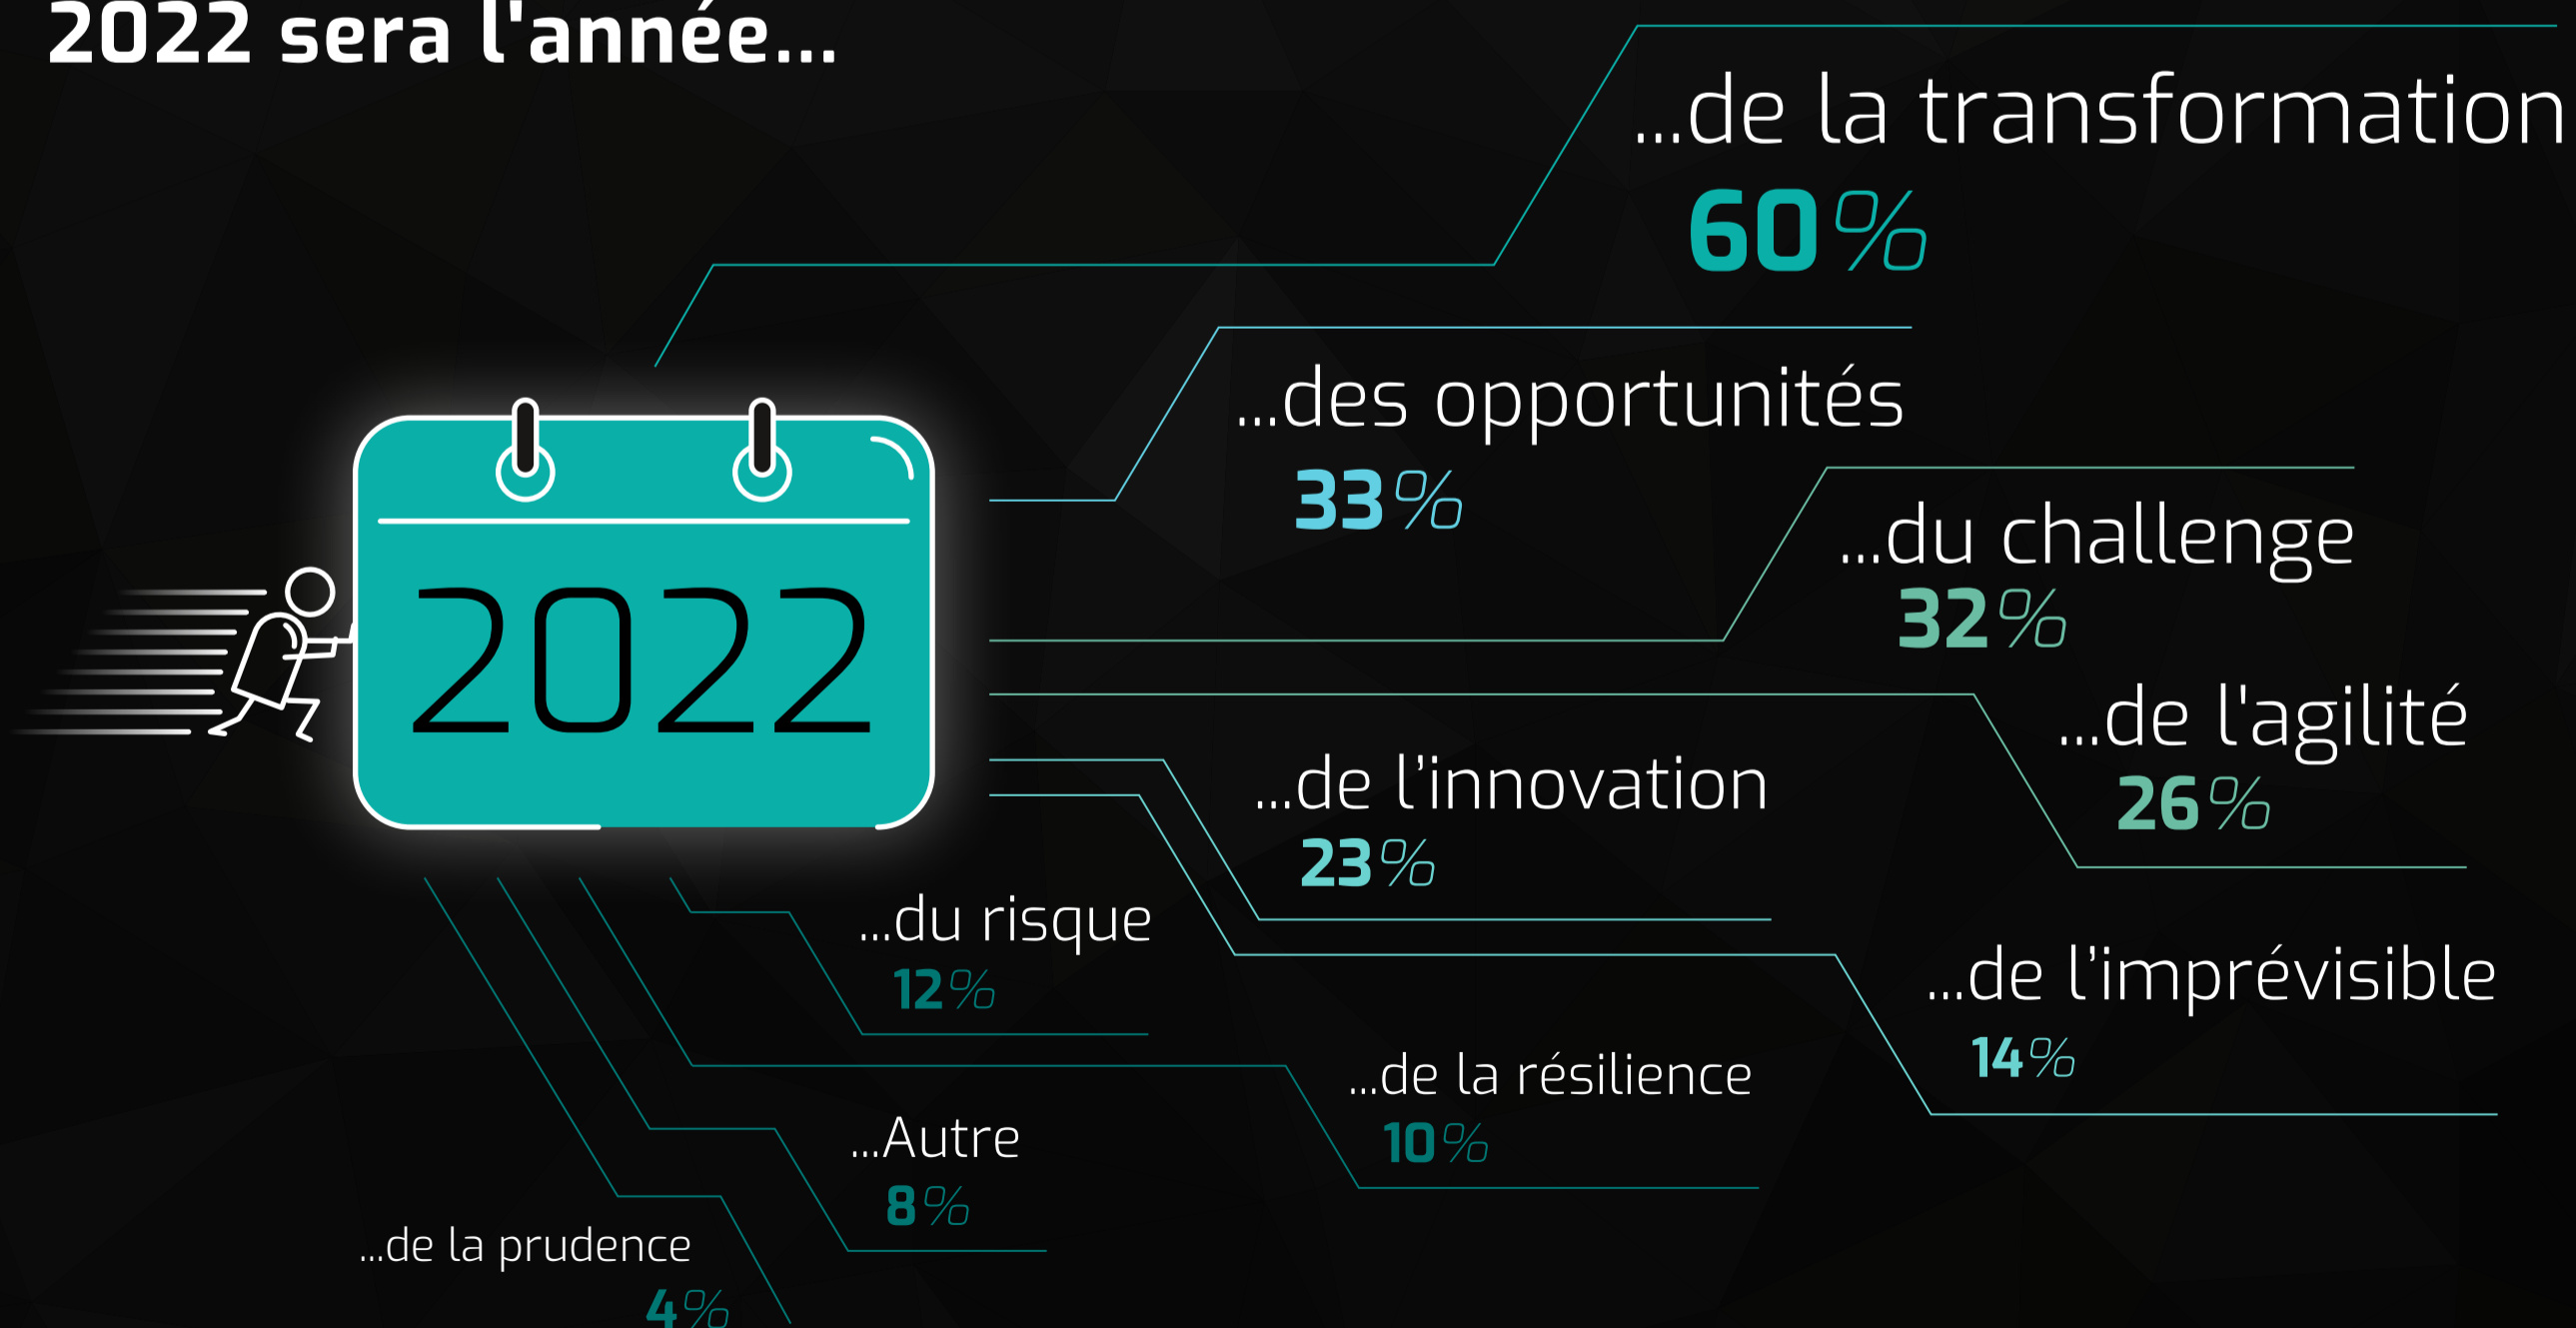 2022 sera l'année...
...de la transformation
60%
...des opportunités
33%
...du challenge
32%
2022
...de l'agilité
26%
...de l’innovation
23%
...du risque
12%
...de l’imprévisible
14%
...de la résilience
10%
...Autre
8%
...de la prudence
4%